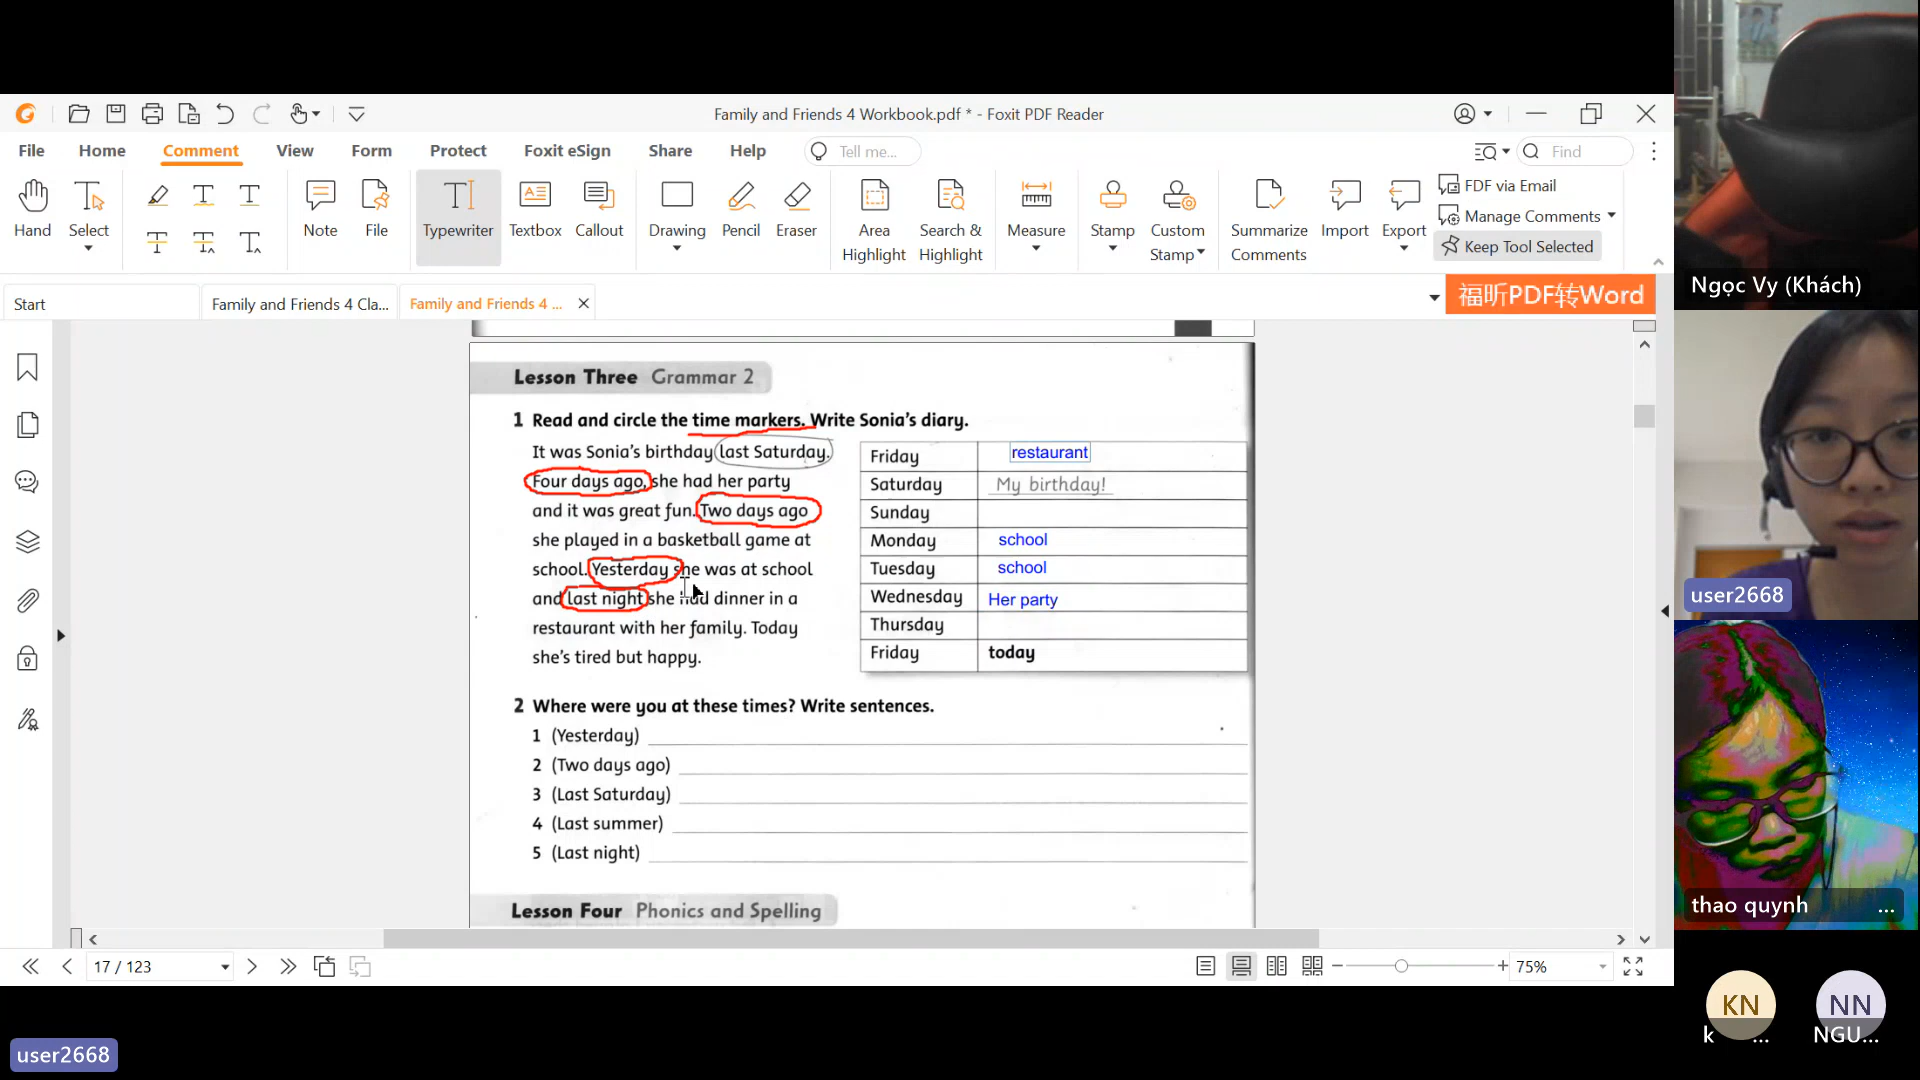 Family and Friends 4 Workbook.pdf * - Foxit PDF Reader
File Home Comment View Form Protect Foxit eSign Share Help Tell me... Find
Hand Select Note File Typewriter Textbox Callout Drawing Pencil Eraser Area Highlight Search & Highlight Measure Stamp Custom Stamp Summarize Comments Import Export
FDF via Email
Manage Comments
Keep Tool Selected
Start Family and Friends 4 Cla... Family and Friends 4 ... 福昕PDF转Word
Lesson Three Grammar 2
1 Read and circle the time markers. Write Sonia's diary.
It was Sonia's birthday last Saturday.
Four days ago, she had her party
and it was great fun. Two days ago
she played in a basketball game at
school. Yesterday she was at school
and last night she had dinner in a
restaurant with her family. Today
she's tired but happy.
Friday restaurant
Saturday My birthday!
Sunday
Monday school
Tuesday school
Wednesday Her party
Thursday
Friday today
2 Where were you at these times? Write sentences.
1 (Yesterday)
2 (Two days ago)
3 (Last Saturday)
4 (Last summer)
5 (Last night)
Lesson Four Phonics and Spelling
17 / 123
75%
Ngọc Vy (Khách)
user2668
thao quynh ...
KN
k ...
NN
NGU...
user2668